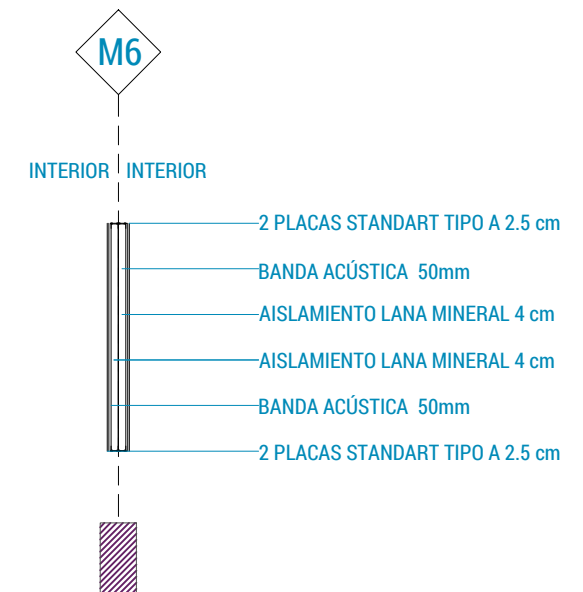 M6
INTERIOR INTERIOR
2 PLACAS STANDART TIPO A 2.5 cm
BANDA ACÚSTICA 50mm
AISLAMIENTO LANA MINERAL 4 cm
AISLAMIENTO LANA MINERAL 4 cm
BANDA ACÚSTICA 50mm
2 PLACAS STANDART TIPO A 2.5 cm